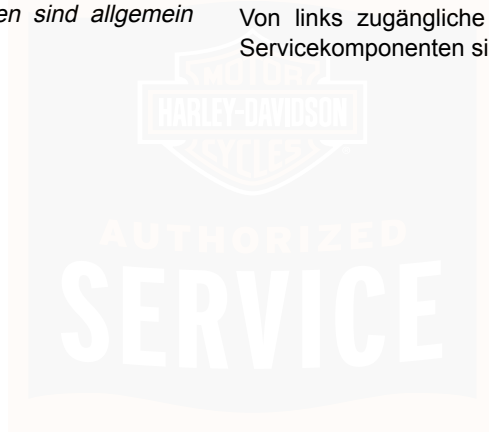 en sind allgemein
Von links zugängliche
Servicekomponenten si
MOTOR
HARLEY-DAVIDSON
CYCLES
AUTHORIZED
SERVICE